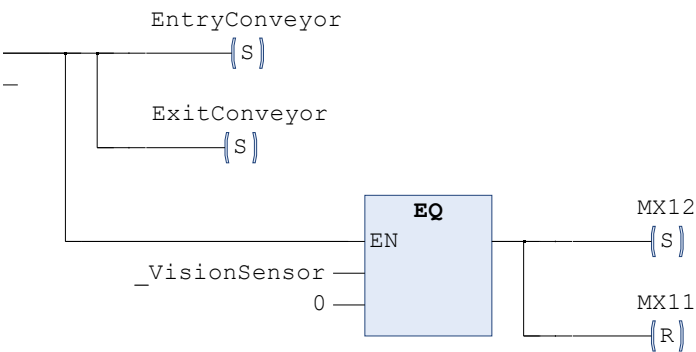 EntryConveyor
S
_
ExitConveyor
S
EQ
MX12
EN
S
_VisionSensor
0
MX11
R